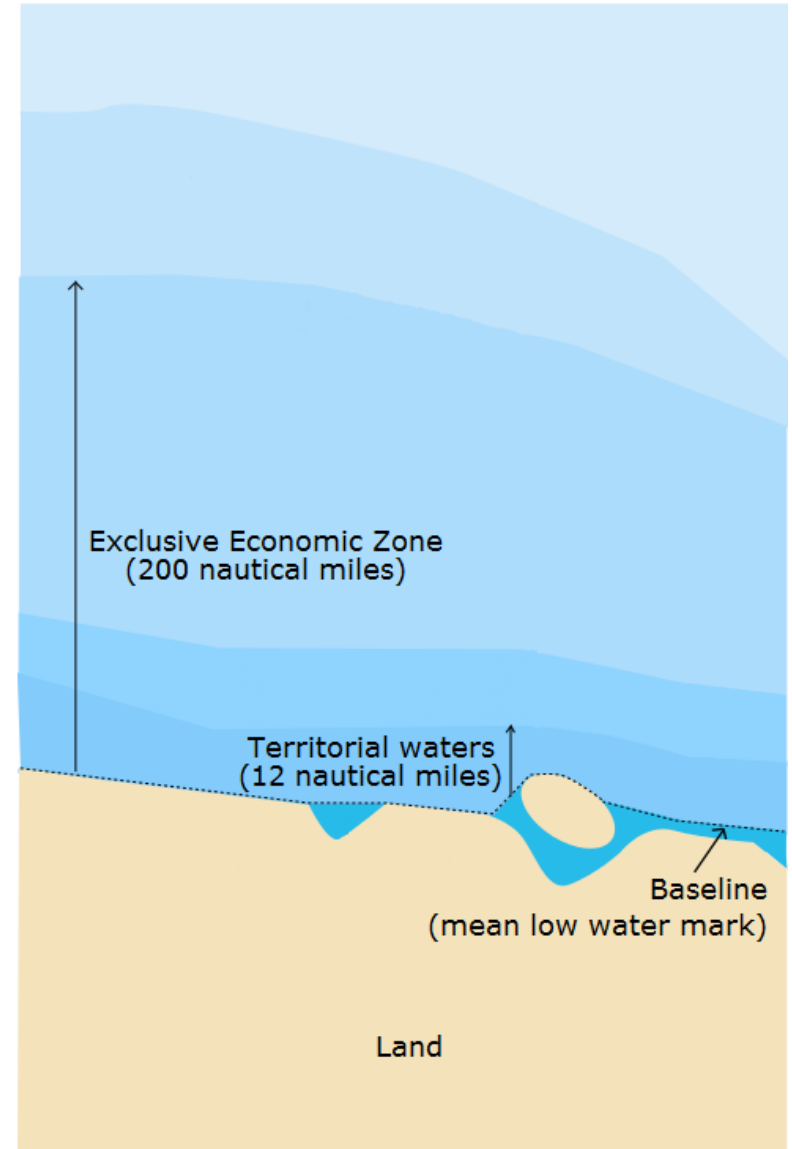 Exclusive Economic Zone
(200 nautical miles)
Territorial waters
(12 nautical miles)
Baseline
(mean low water mark)
Land